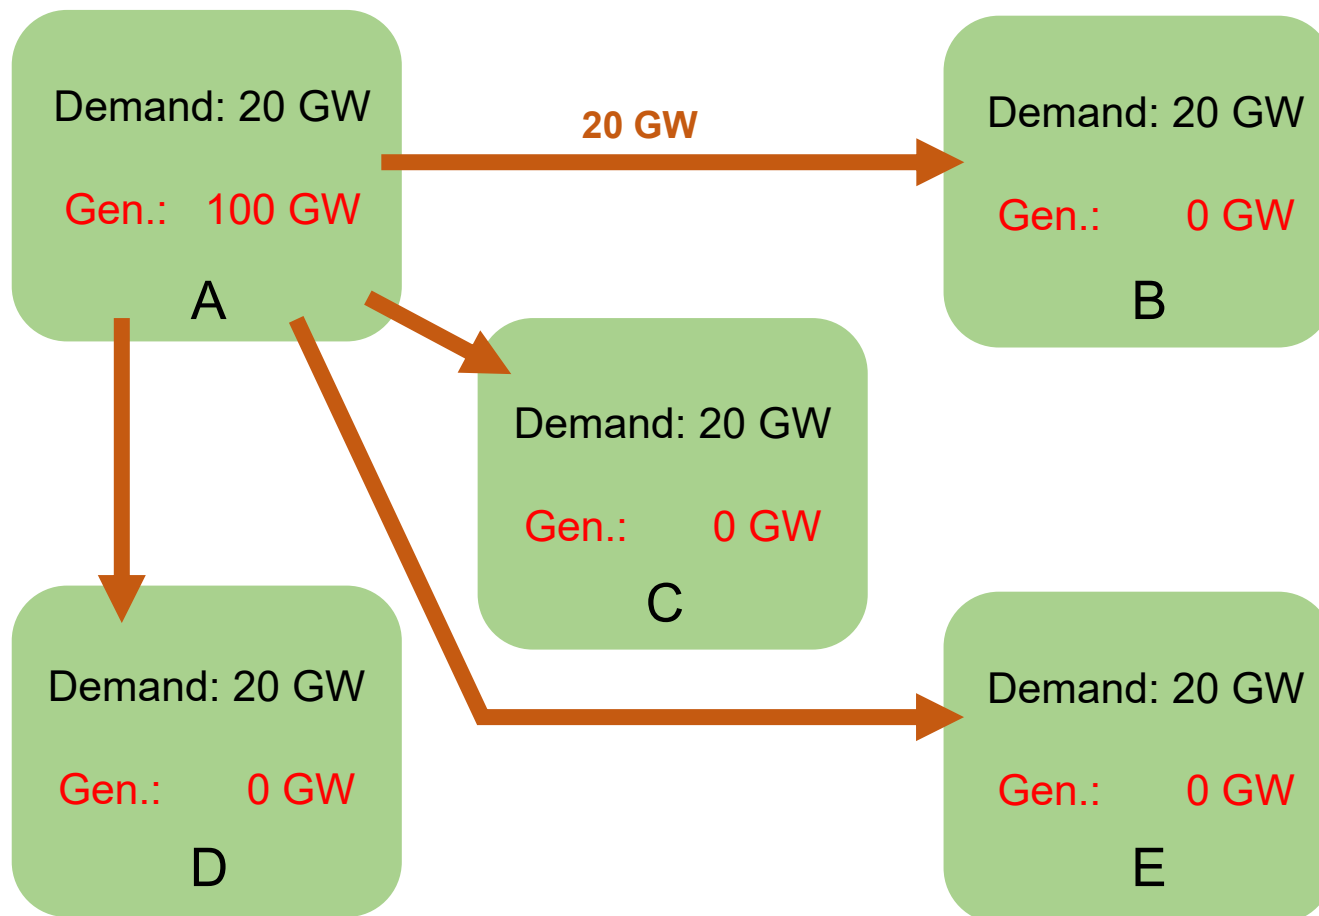 Demand: 20 GW
Gen.: 100 GW
A
20 GW
Demand: 20 GW
Gen.: 0 GW
B
Demand: 20 GW
Gen.: 0 GW
C
Demand: 20 GW
Gen.: 0 GW
D
Demand: 20 GW
Gen.: 0 GW
E